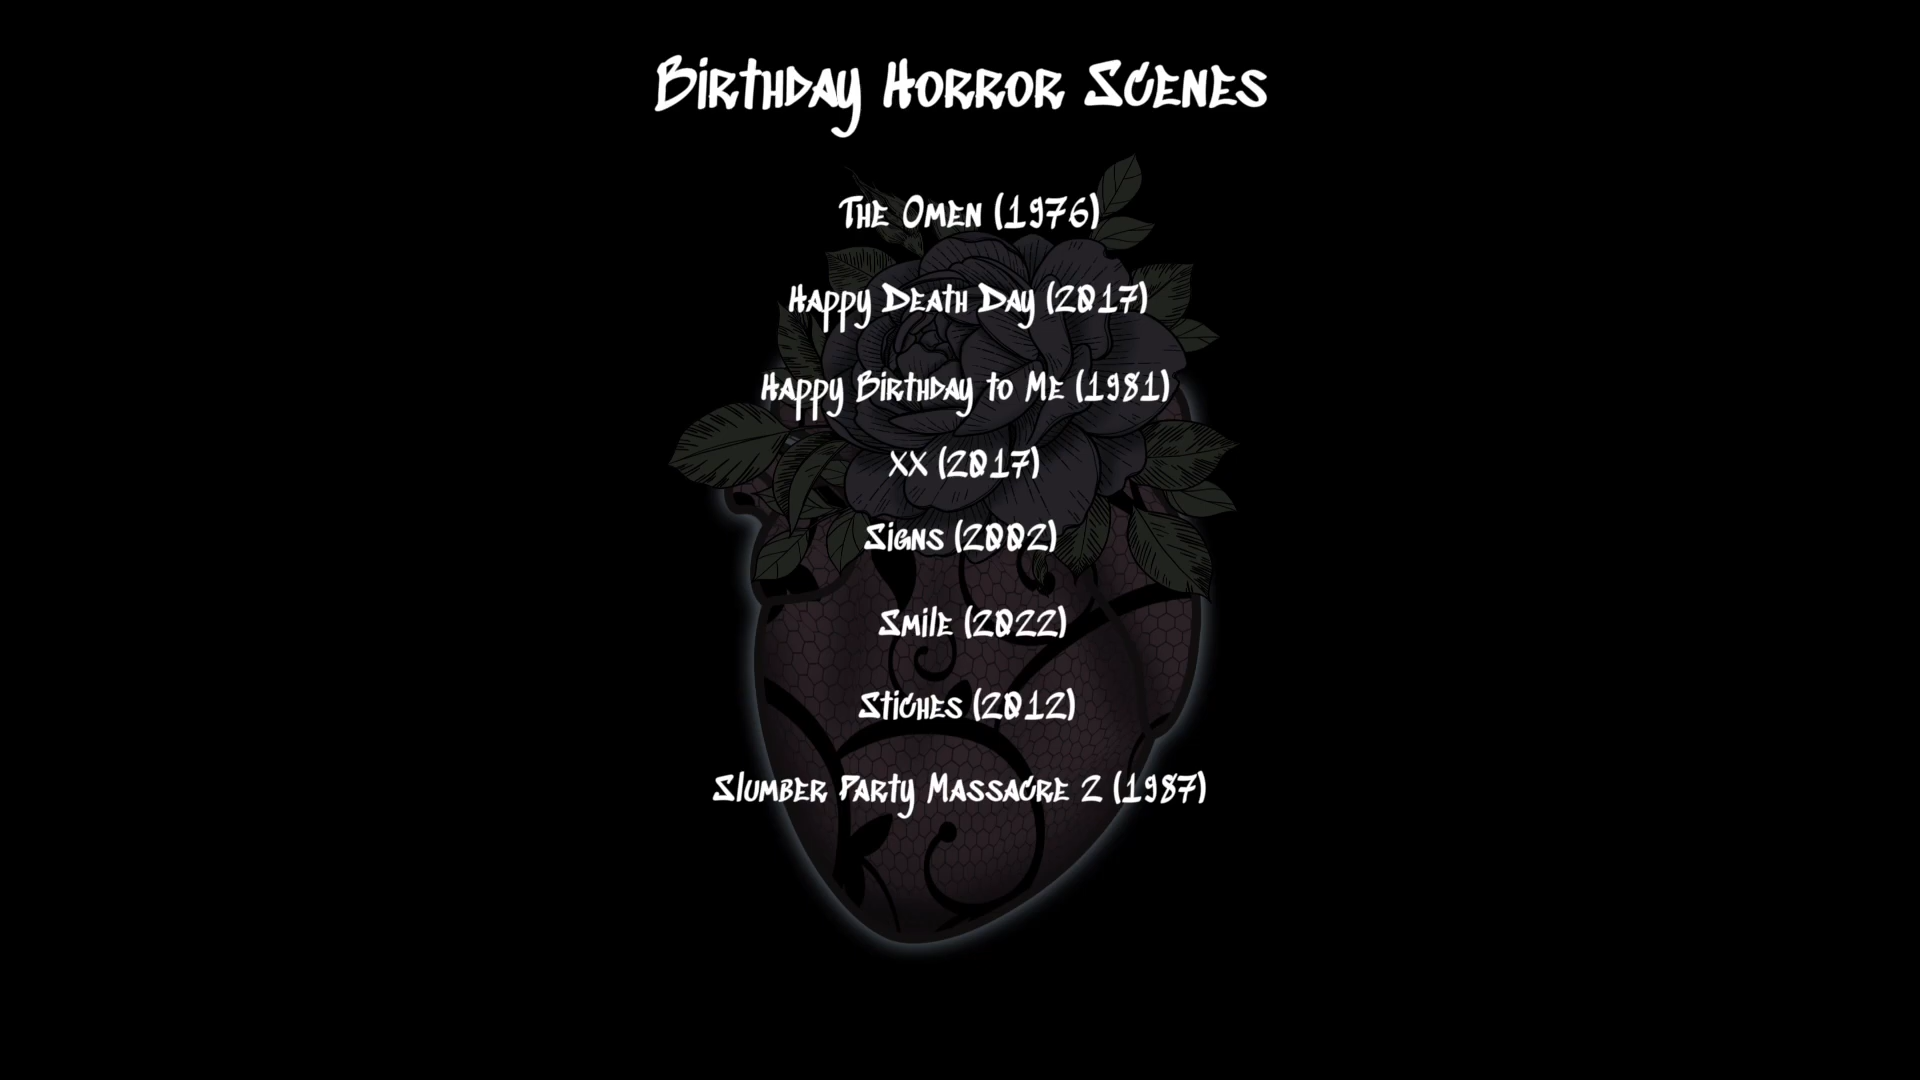 Birthday Horror Scenes
The Omen (1976)
Happy Death Day (2017)
Happy Birthday to Me (1981)
XX (2017)
Signs (2002)
Smile (2022)
Stiches (2012)
Slumber Party Massacre 2 (1987)